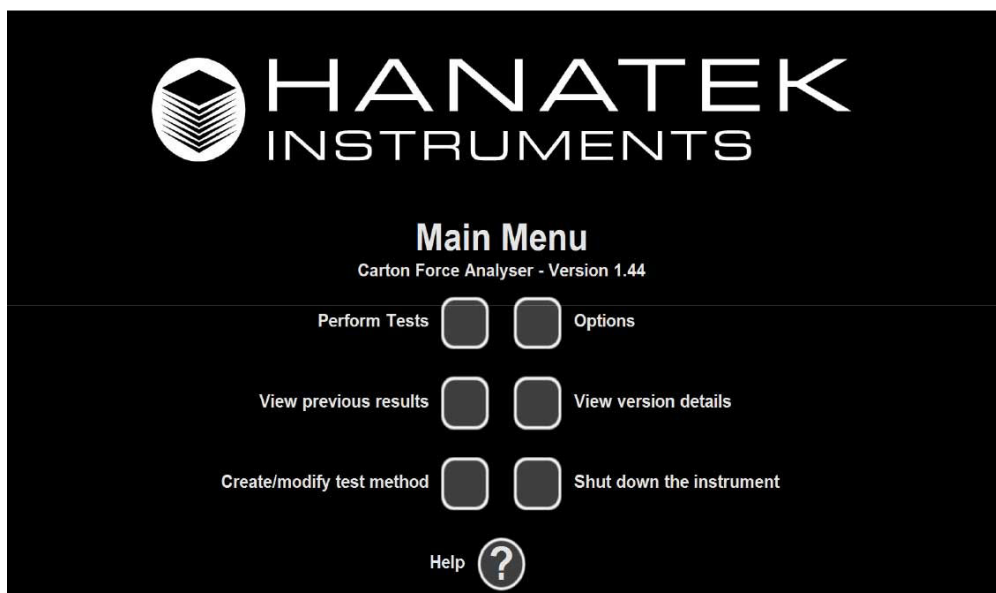 HANATEK
INSTRUMENTS
Main Menu
Carton Force Analyser - Version 1.44
Perform Tests Options
View previous results View version details
Create/modify test method Shut down the instrument
Help ?